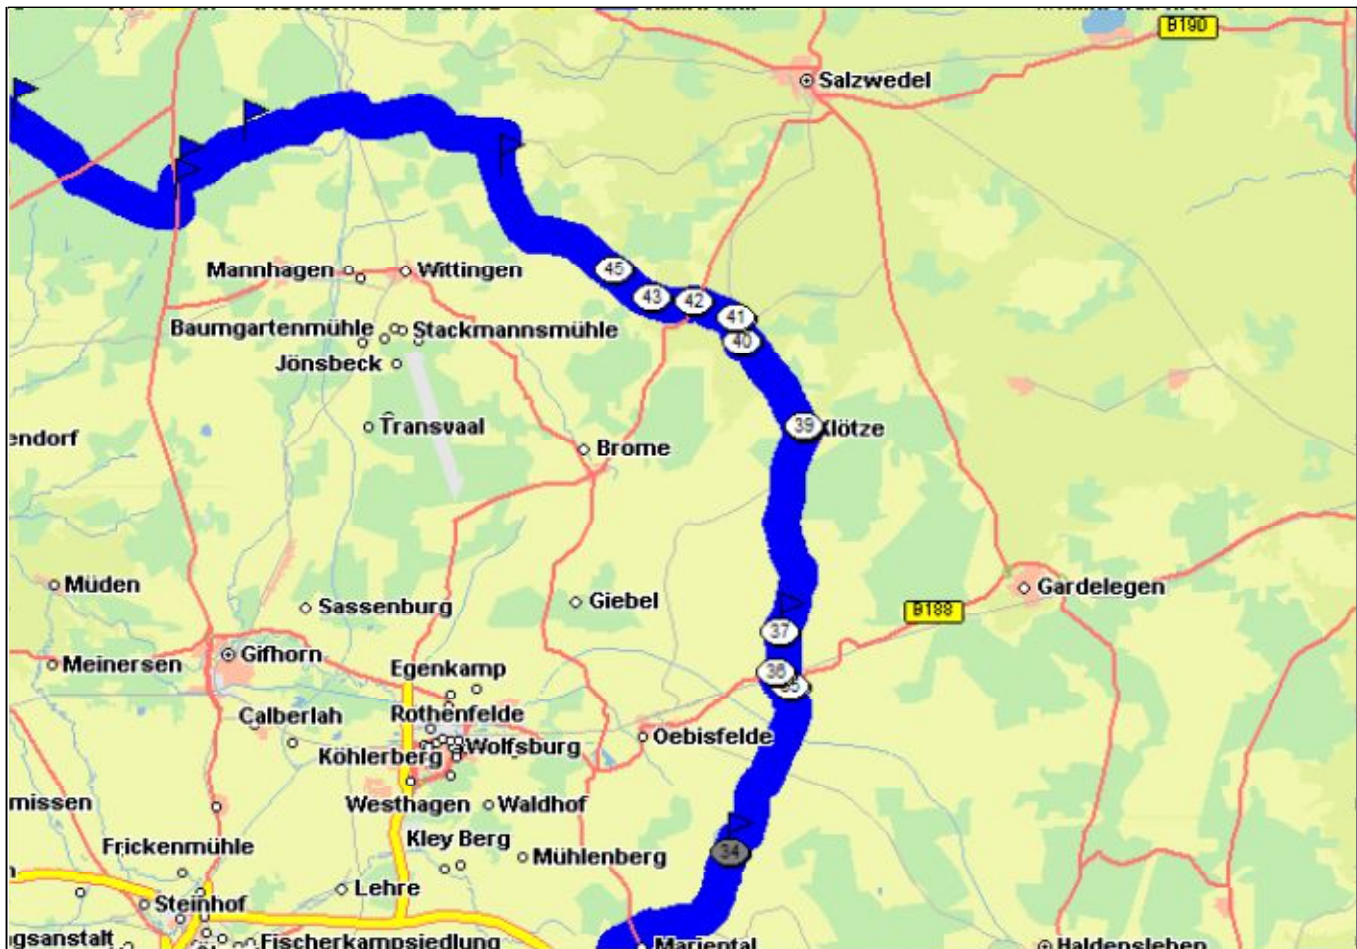 B190
Salzwedel
Mannhagen
Wittingen
45
43
42
41
40
Baumgartenmühle
Stackmannsmühle
Jönsbeck
39
Klötze
endorf
Transvaal
Brome
Müden
Sassenburg
Giebel
B188
Gardelegen
37
Meinersen
Gifhorn
Egenkamp
36
35
Calberlah
Rothenfelde
Oebisfelde
Köhlerberg
Wolfsburg
missen
Westhagen
Waldhof
Frickenmühle
Kley Berg
Mühlenberg
34
Lehre
Steinhof
gsanstalt
Fischerkampsiedlung
Mariental
Haldensleben